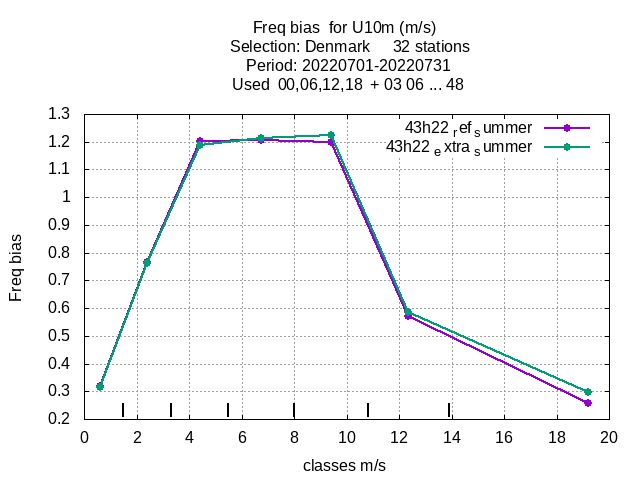 Freq bias  for U10m (m/s)
Selection: Denmark     32 stations
Period: 20220701-20220731
Used  00,06,12,18  + 03 06 ... 48
43h22 ref summer
43h22 extra summer
1.3
1.2
1.1
1
0.9
0.8
0.7
0.6
0.5
0.4
0.3
0.2
Freq bias
0 2 4 6 8 10 12 14 16 18 20
classes m/s